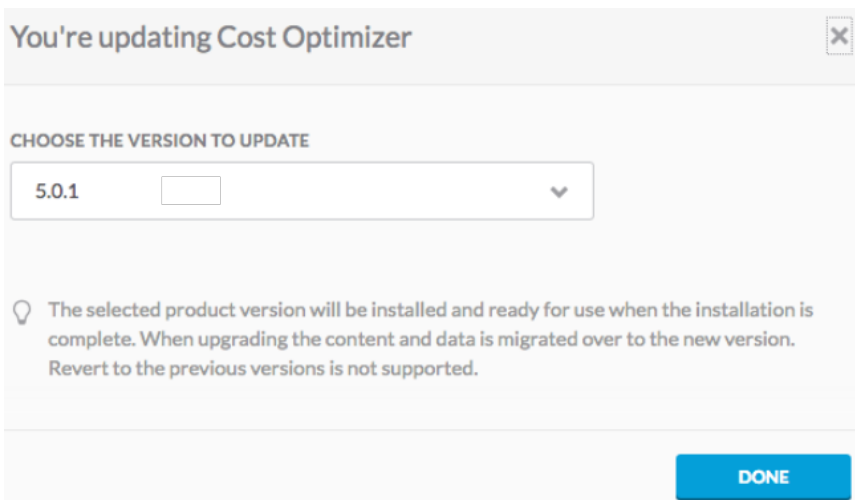 You're updating Cost Optimizer
CHOOSE THE VERSION TO UPDATE
5.0.1
The selected product version will be installed and ready for use when the installation is
complete. When upgrading the content and data is migrated over to the new version.
Revert to the previous versions is not supported.
DONE